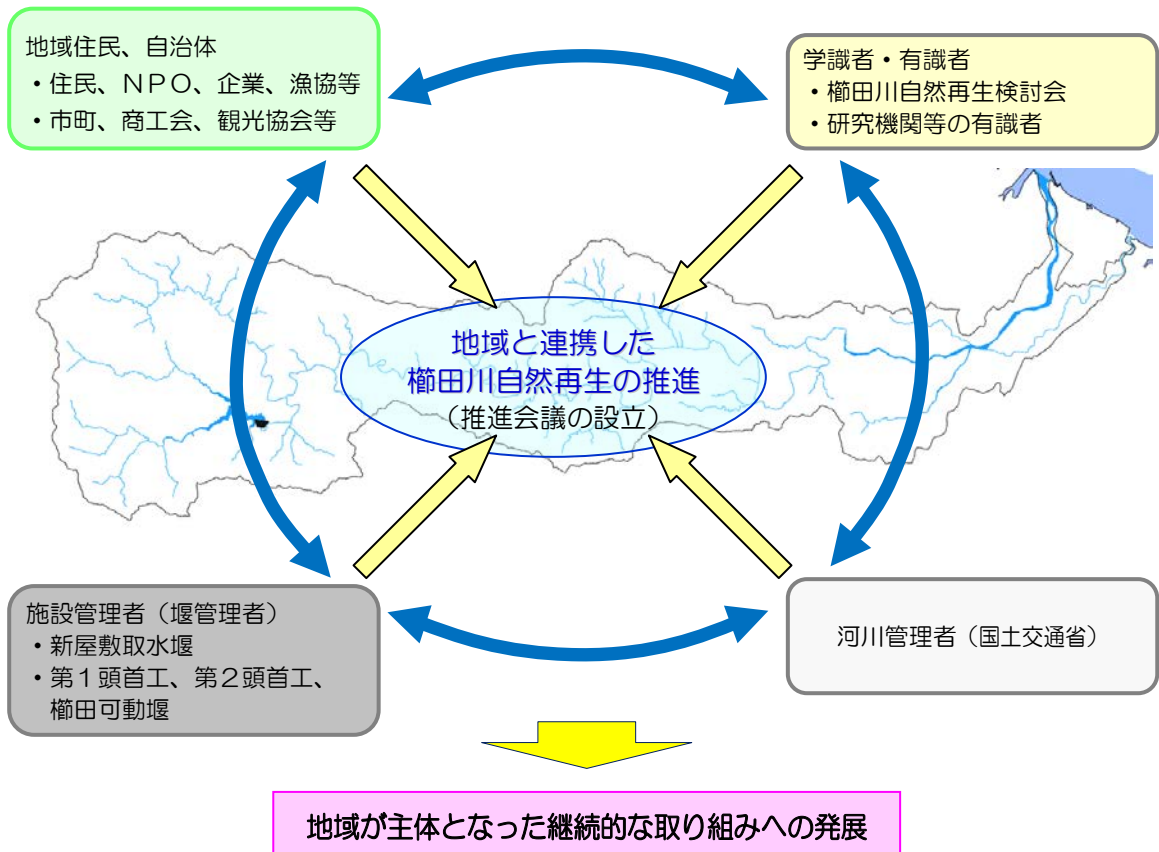 地域住民、自治体
・住民、ＮＰＯ、企業、漁協等
・市町、商工会、観光協会等
学識者・有識者
・櫛田川自然再生検討会
・研究機関等の有識者
地域と連携した
櫛田川自然再生の推進
（推進会議の設立）
施設管理者（堰管理者）
・新屋敷取水堰
・第１頭首工、第２頭首工、
櫛田可動堰
河川管理者（国土交通省）
地域が主体となった継続的な取り組みへの発展